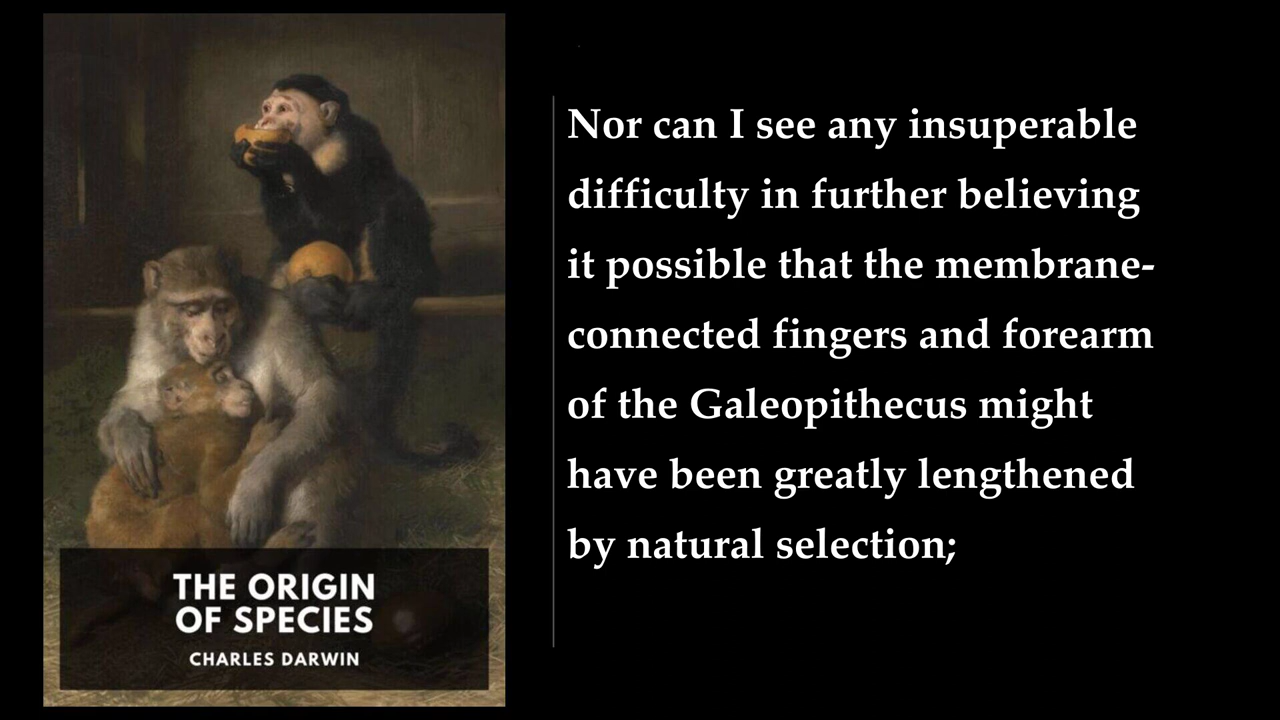 THE ORIGIN
OF SPECIES
CHARLES DARWIN
Nor can I see any insuperable
difficulty in further believing
it possible that the membrane-
connected fingers and forearm
of the Galeopithecus might
have been greatly lengthened
by natural selection;